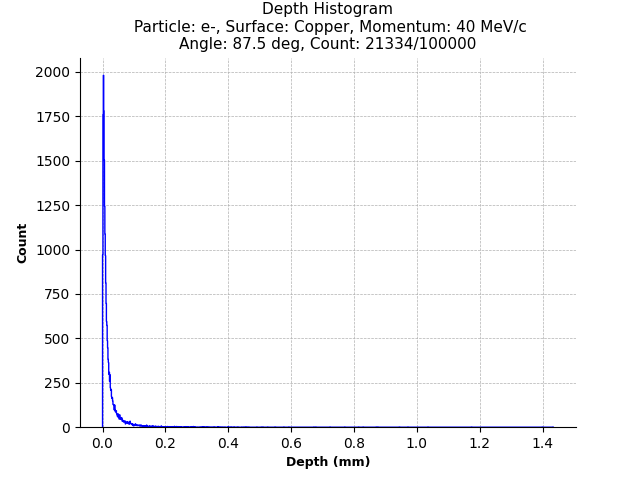 Depth Histogram
Particle: e-, Surface: Copper, Momentum: 40 MeV/c
Angle: 87.5 deg, Count: 21334/100000
2000
1750
1500
1250
1000
750
500
250
0
Count
0.0 0.2 0.4 0.6 0.8 1.0 1.2 1.4
Depth (mm)